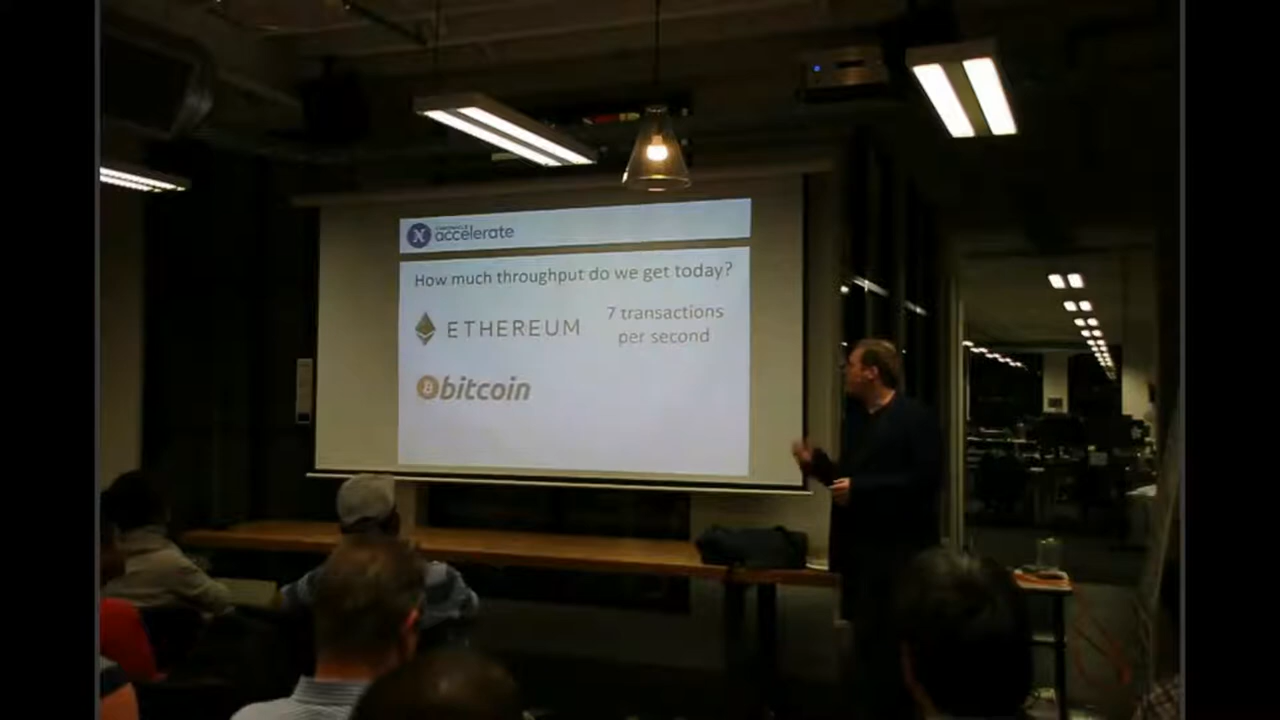 accelerate
How much throughput do we get today?
ETHEREUM
7 transactions
per second
bitcoin